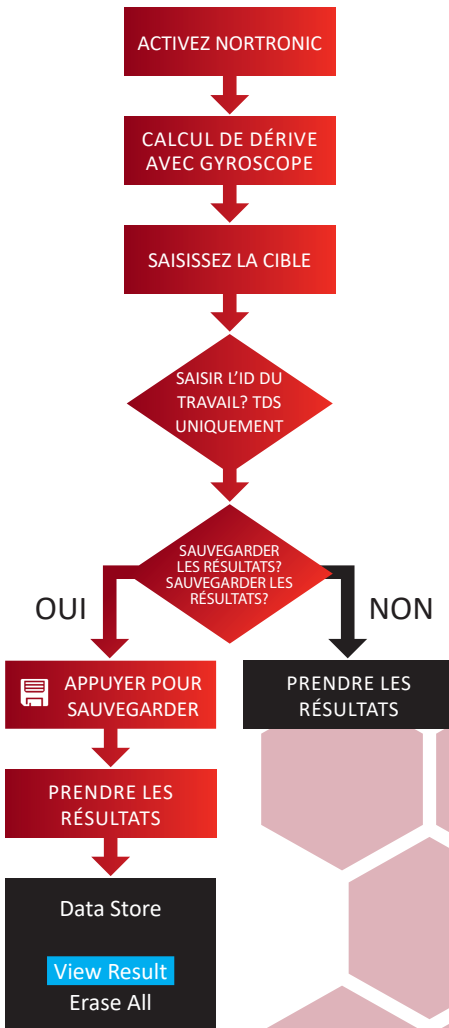 ACTIVEZ NORTRONIC
CALCUL DE DÉRIVE
AVEC GYROSCOPE
SAISISSEZ LA CIBLE
SAISIR L'ID DU
TRAVAIL? TDS
UNIQUEMENT
SAUVEGARDER
LES RÉSULTATS?
SAUVEGARDER LES
RÉSULTATS?
OUI
NON
APPUYER POUR
SAUVEGARDER
PRENDRE LES
RÉSULTATS
PRENDRE LES
RÉSULTATS
Data Store
View Result
Erase All